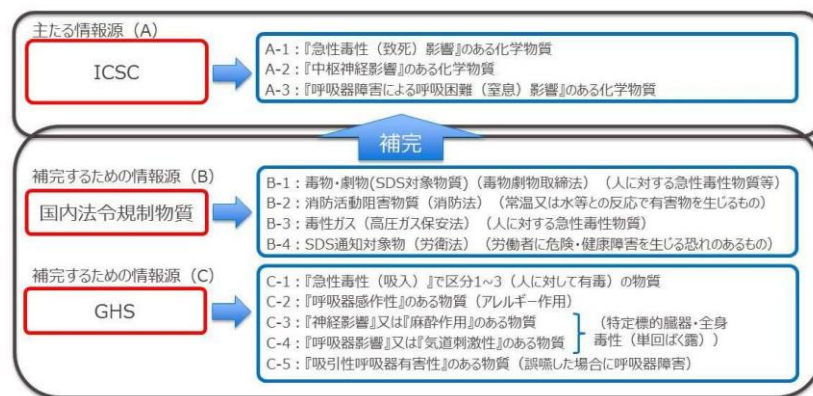 主たる情報源（A）
ICSC
A-1：『急性毒性（致死）影響』のある化学物質
A-2：『中枢神経影響』のある化学物質
A-3：『呼吸器障害による呼吸困難（窒息）影響』のある化学物質
補完
補完するための情報源（B）
国内法令規制物質
B-1：毒物・劇物(SDS対象物質)（毒物劇物取締法）（人に対する急性毒性物質等）
B-2：消防活動阻害物質（消防法）（常温又は水等との反応で有害物を生じるもの）
B-3：毒性ガス（高圧ガス保安法）（人に対する急性毒性物質）
B-4：SDS通知対象物（労衛法）（労働者に危険・健康障害を生じる恐れのあるもの）
補完するための情報源（C）
GHS
C-1：『急性毒性（吸入）』で区分1~3（人に対して有毒）の物質
C-2：『呼吸器感作性』のある物質（アレルギー作用）
C-3：『神経影響』又は『麻酔作用』のある物質
C-4：『呼吸器影響』又は『気道刺激性』のある物質
（特定標的臓器・全身
毒性（単回ばく露））
C-5：『吸引性呼吸器有害性』のある物質（誤嚥した場合に呼吸器障害）